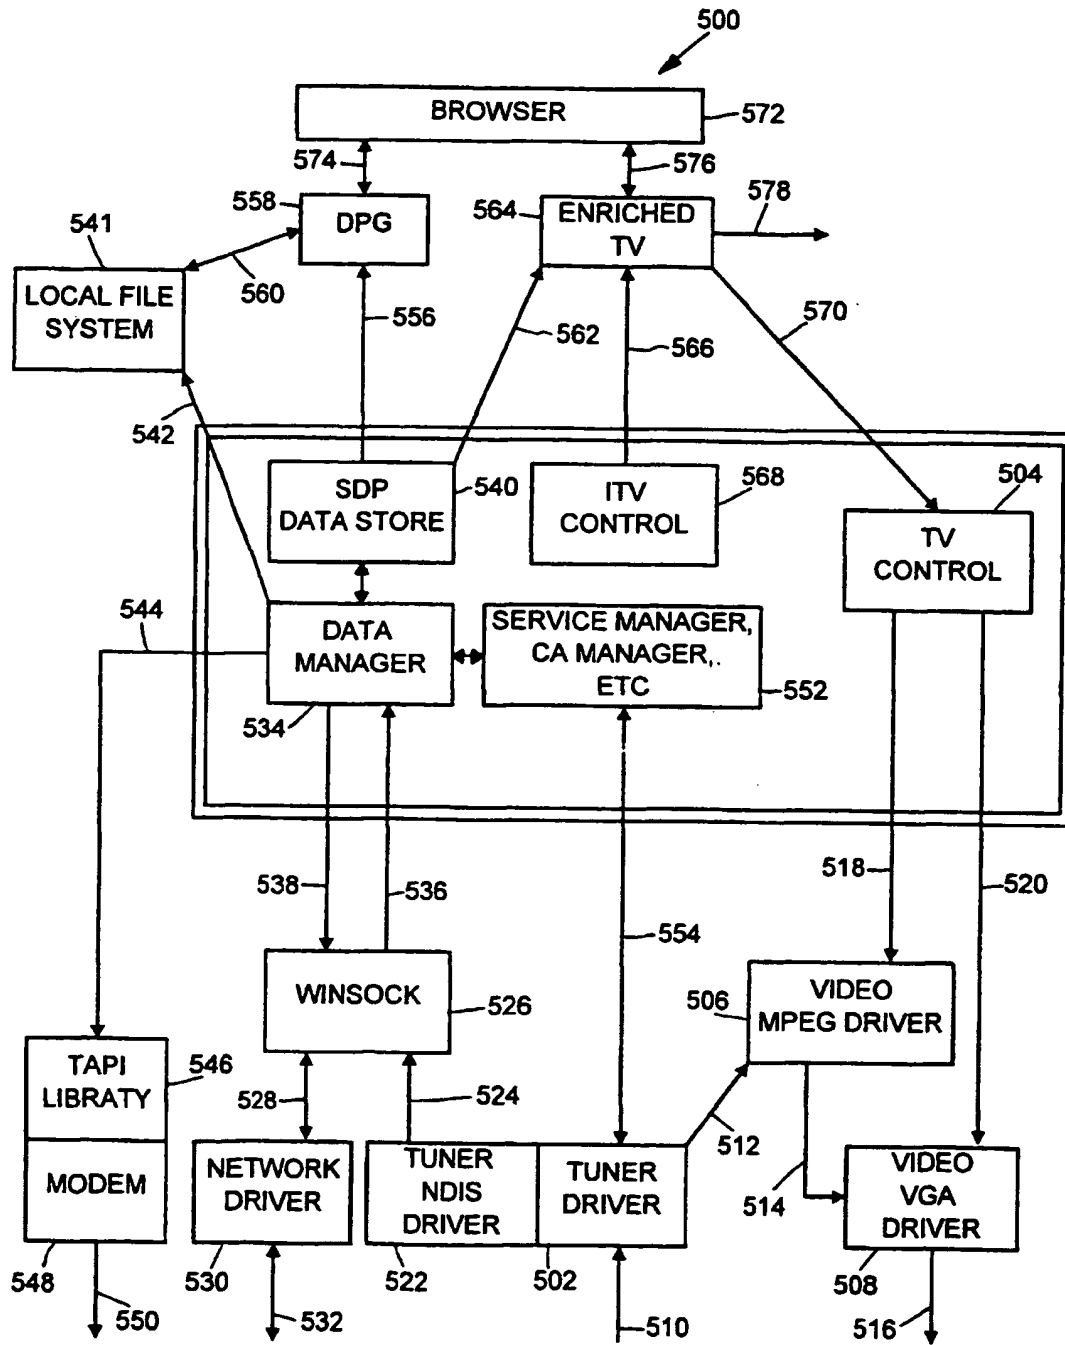 500
BROWSER
572
574
576
558
DPG
564
ENRICHED
TV
578
541
LOCAL FILE
SYSTEM
560
556
562
566
570
542
SDP
DATA STORE
540
ITV
CONTROL
568
504
TV
CONTROL
544
DATA
MANAGER
SERVICE MANAGER,
CA MANAGER,
ETC
552
534
538
536
518
520
554
WINSOCK
526
506
VIDEO
MPEG DRIVER
TAPI
LIBRATY
546
528
524
512
MODEM
NETWORK
DRIVER
TUNER
NDIS
DRIVER
TUNER
DRIVER
514
VIDEO
VGA
DRIVER
548
530
522
502
508
550
532
510
516